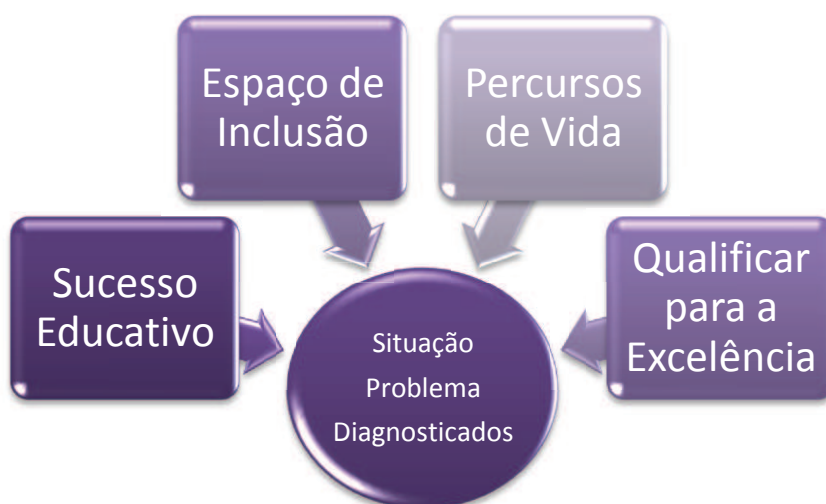 Espaço de
Inclusão
Percursos
de Vida
Sucesso
Educativo
Qualificar
para a
Excelência
Situação
Problema
Diagnosticados